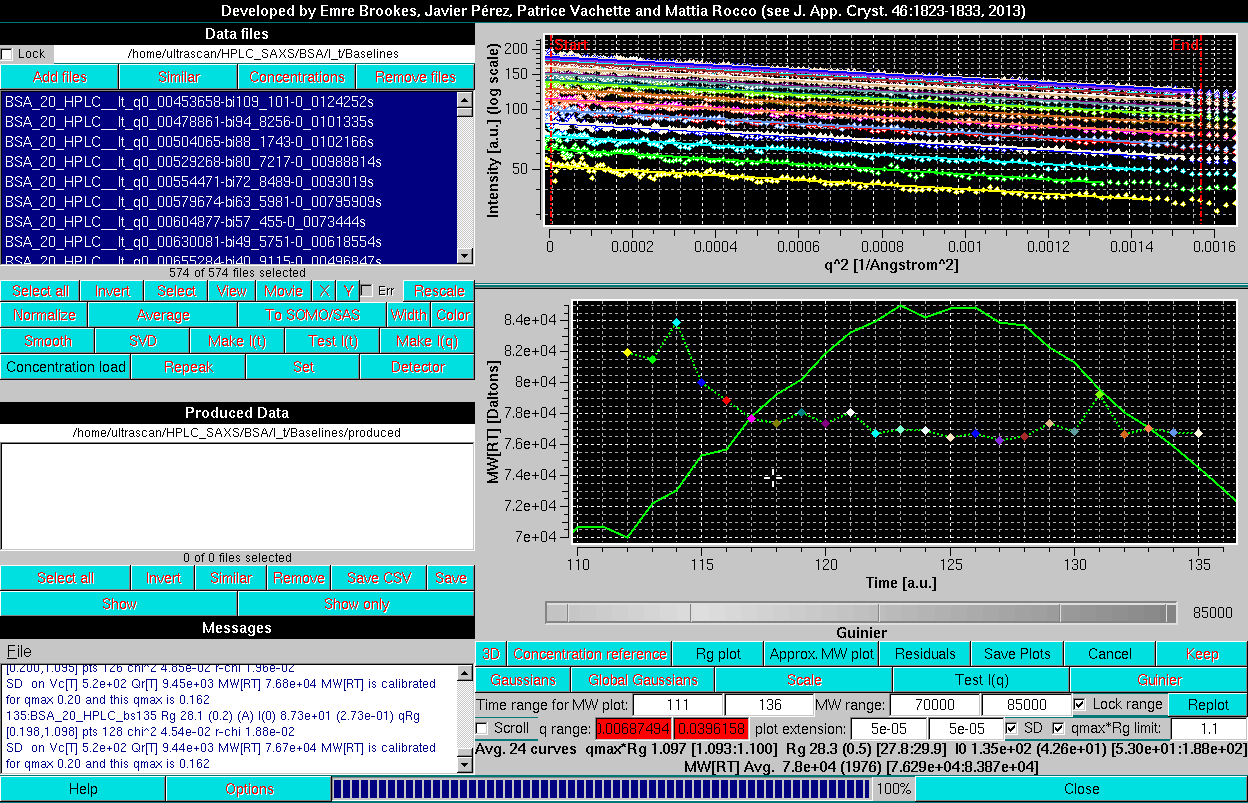 Developed by Emre Brookes, Javier Pérez, Patrice Vachette and Mattia Rocco (see J. App. Cryst. 46:1823-1833, 2013)
Data files
Lock /home/ultrascan/HPLC_SAXS/BSA/I_t/Baselines
Add files Similar Concentrations Remove files
BSA_20_HPLC__It_q0_00453658-bi109_101-0_0124252s
BSA_20_HPLC__It_q0_00478861-bi94_8256-0_0101335s
BSA_20_HPLC__It_q0_00504065-bi88_1743-0_0102166s
BSA_20_HPLC__It_q0_00529268-bi80_7217-0_00988814s
BSA_20_HPLC__It_q0_00554471-bi72_8489-0_0093019s
BSA_20_HPLC__It_q0_00579674-bi63_5981-0_00795909s
BSA_20_HPLC__It_q0_00604877-bi57_455-0_0073444s
BSA_20_HPLC__It_q0_00630081-bi49_5751-0_00618554s
BSA_20_HPLC__It_q0_00655284-bi40_9115-0_00496847s
574 of 574 files selected
Select all Invert Select View Movie X Y Err Rescale
Normalize Average To SOMO/SAS Width Color
Smooth SVD Make I(t) Test I(t) Make I(q)
Concentration load Repeak Set Detector
Produced Data
/home/ultrascan/HPLC_SAXS/BSA/I_t/Baselines/produced
0 of 0 files selected
Select all Invert Similar Remove Save CSV Save
Show Show only
Messages
File
[0.200,1.095] pts 126 chi^2 4.85e-02 r-chi 1.96e-02
SD on Vc[T] 5.2e+02 Qr[T] 9.45e+03 MW[RT] 7.68e+04 MW[RT] is calibrated
for qmax 0.20 and this qmax is 0.162
135:BSA_20_HPLC_bs135 Rg 28.1 (0.2) (A) I(0) 8.73e+01 (2.73e-01) qRg
[0.198,1.098] pts 128 chi^2 4.54e-02 r-chi 1.88e-02
SD on Vc[T] 5.2e+02 Qr[T] 9.44e+03 MW[RT] 7.67e+04 MW[RT] is calibrated
for qmax 0.20 and this qmax is 0.162
Help Options 100% Close
Intensity [a.u.] (log scale)
200
150
100
50
Start End
0 0.0002 0.0004 0.0006 0.0008 0.001 0.0012 0.0014 0.0016
q^2 [1/Angstrom^2]
MW[RT] [Daltons]
8.4e+04
8.2e+04
8e+04
7.8e+04
7.6e+04
7.4e+04
7.2e+04
7e+04
110 115 120 125 130 135
Time [a.u.]
85000
Guinier
3D Concentration reference Rg plot Approx. MW plot Residuals Save Plots Cancel Keep
Gaussians Global Gaussians Scale Test I(q) Guinier
Time range for MW plot: 111 136 MW range: 70000 85000 Lock range Replot
Scroll q range: 0.00687494 0.0396159 plot extension: 5e-05 5e-05 SD qmax*Rg limit: 1.1
Avg. 24 curves qmax*Rg 1.097 [1.093:1.100] Rg 28.3 (0.5) [27.8:29.9] I0 1.35e+02 (4.26e+01) [5.30e+01:1.88e+02]
MW[RT] Avg. 7.8e+04 (1976) [7.629e+04:8.387e+04]